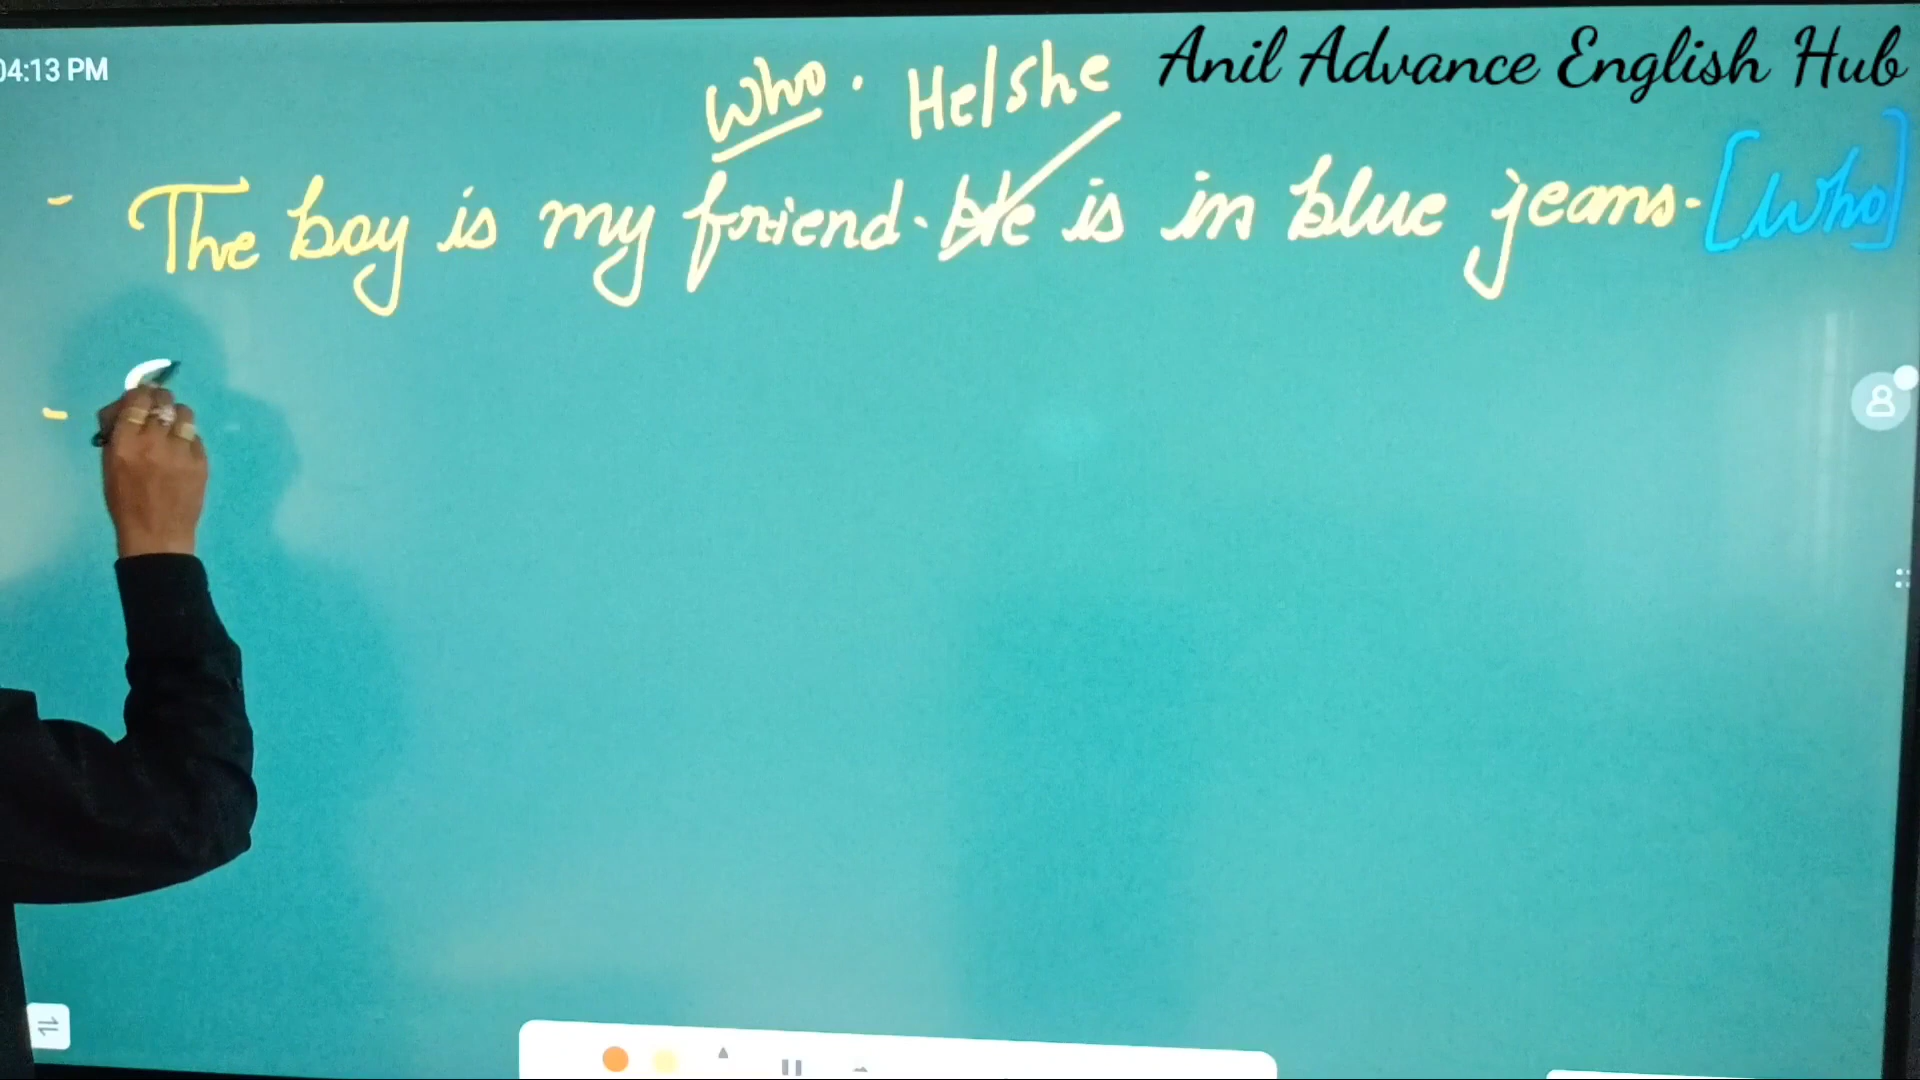 04:13 PM
Anil Advance English Hub
who. He/she
- The boy is my friend. He is in blue jeans. [Who]
-